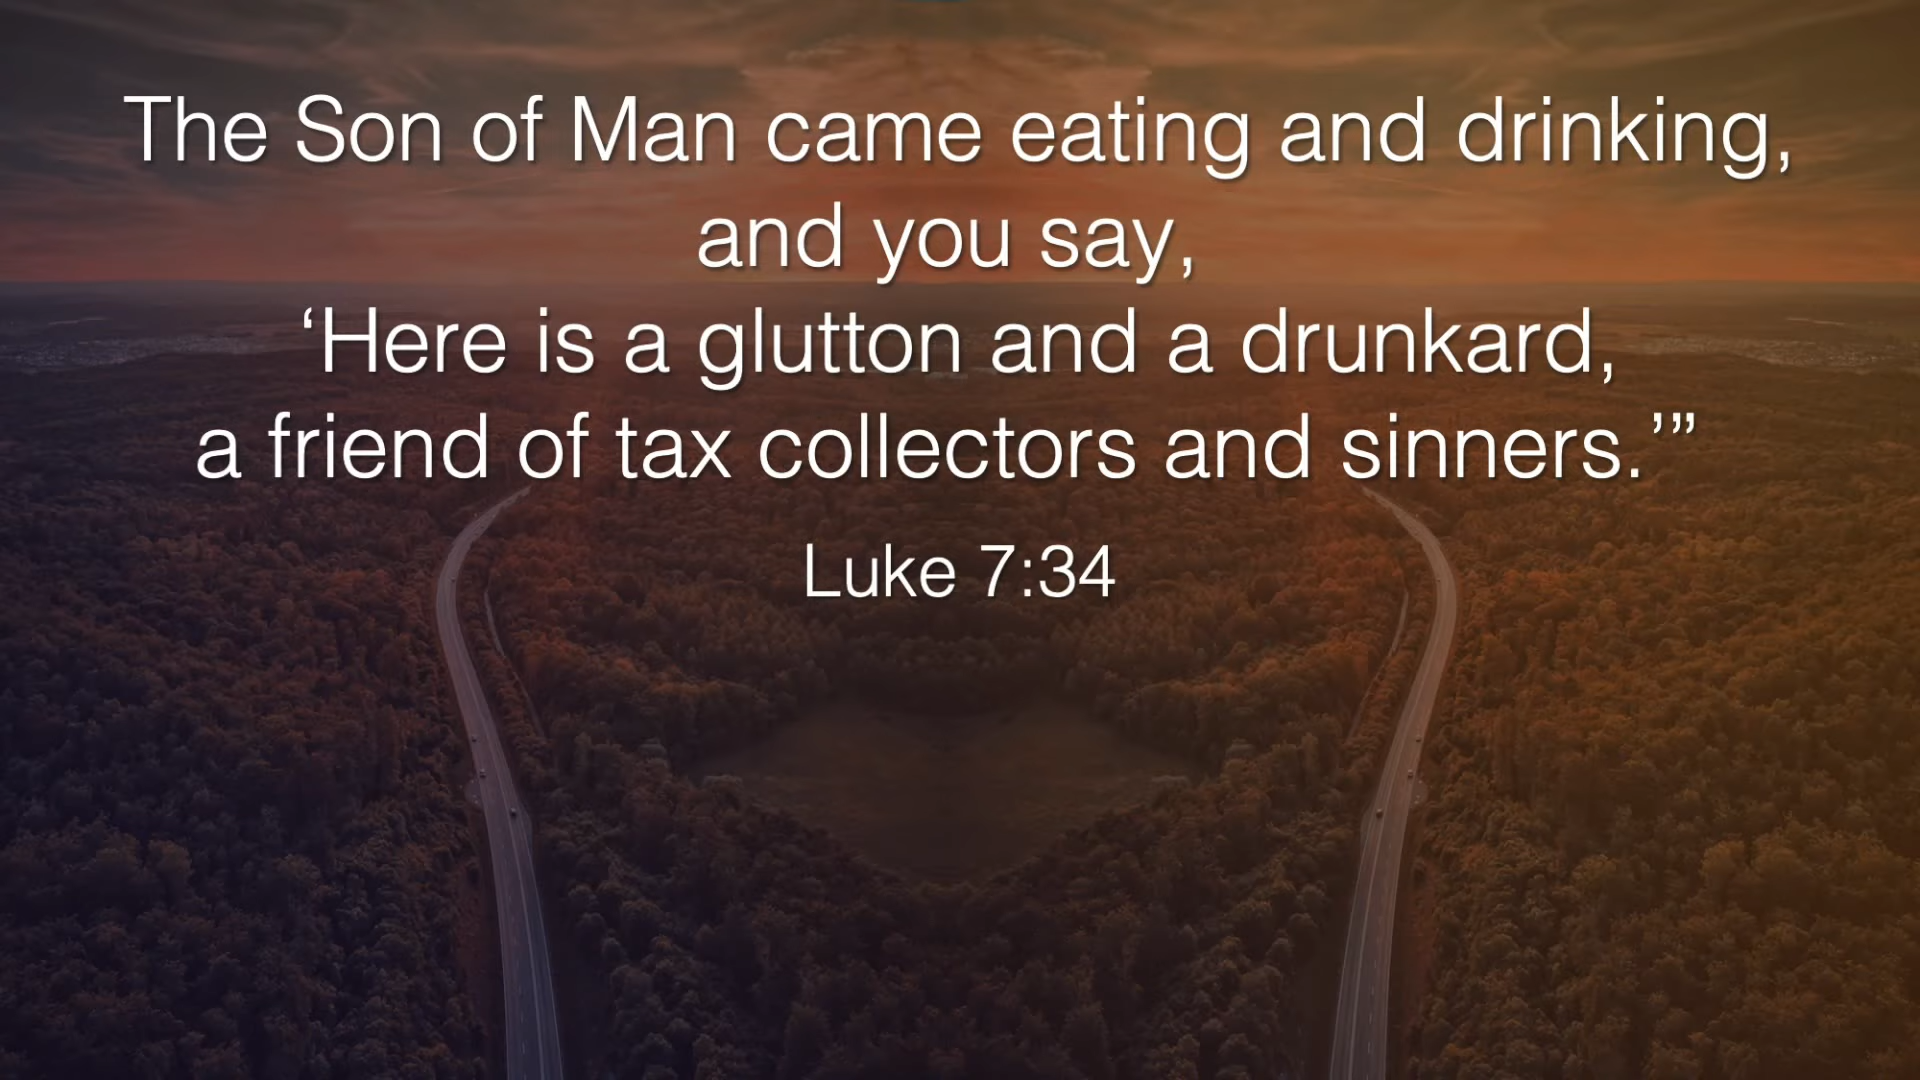 The Son of Man came eating and drinking,
and you say,
‘Here is a glutton and a drunkard,
a friend of tax collectors and sinners.’”
Luke 7:34